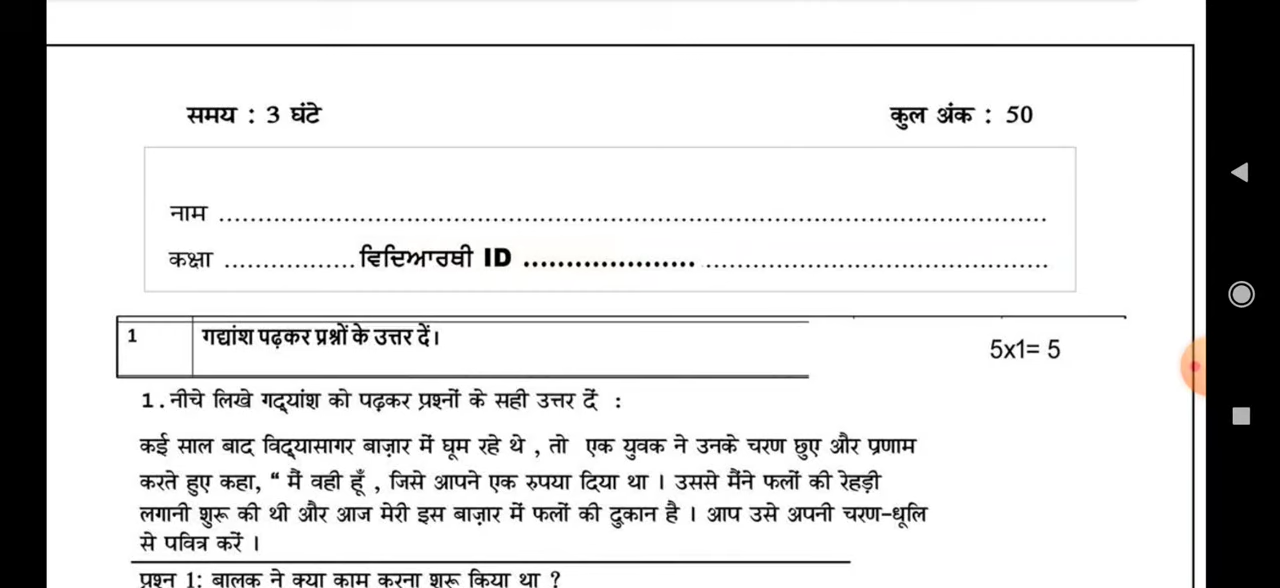 समय : 3 घंटे कुल अंक : 50
नाम ........................................................................................................
कक्षा ................. ਵਿਦਿਆਰਥੀ ID .................... ...........................................
1 गद्यांश पढ़कर प्रश्नों के उत्तर दें।
5x1= 5
1.नीचे लिखे गद्यांश को पढ़कर प्रश्नों के सही उत्तर दें :
कई साल बाद विद्यासागर बाज़ार में घूम रहे थे , तो एक युवक ने उनके चरण छुए और प्रणाम
करते हुए कहा, “ मैं वही हूँ , जिसे आपने एक रुपया दिया था । उससे मैंने फलों की रेहड़ी
लगानी शुरू की थी और आज मेरी इस बाज़ार में फलों की दुकान है । आप उसे अपनी चरण-धूलि
से पवित्र करें ।
प्रश्न 1: बालक ने क्या काम करना शुरू किया था ?